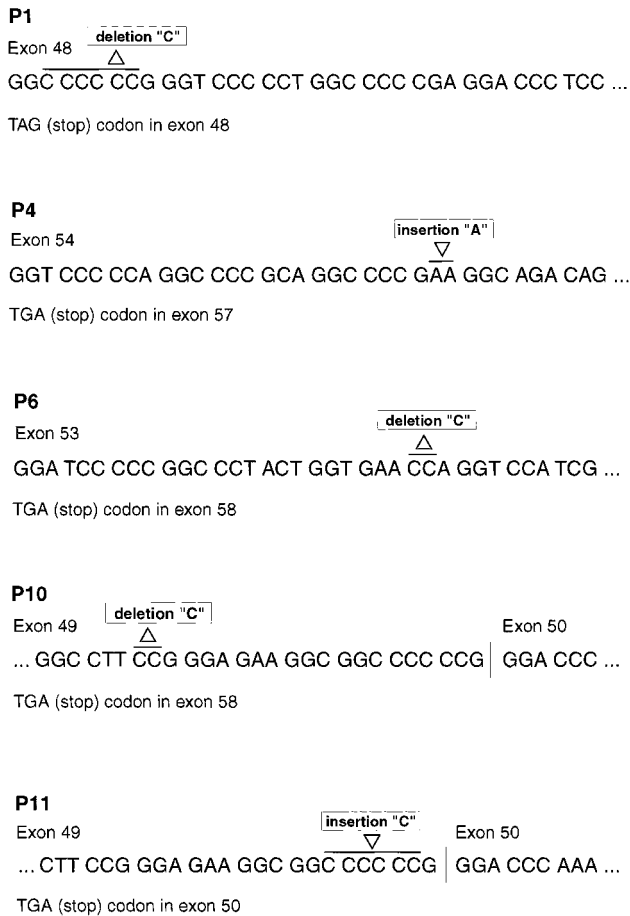 P1
deletion "C"
Exon 48
GGC CCC CCG GGT CCC CCT GGC CCC CGA GGA CCC TCC ...
TAG (stop) codon in exon 48
P4
insertion "A"
Exon 54
GGT CCC CCA GGC CCC GCA GGC CCC GAA GGC AGA CAG ...
TGA (stop) codon in exon 57
P6
deletion "C"
Exon 53
GGA TCC CCC GGC CCT ACT GGT GAA CCA GGT CCA TCG ...
TGA (stop) codon in exon 58
P10
deletion "C"
Exon 49 Exon 50
... GGC CTT CCG GGA GAA GGC GGC CCC CCG GGA CCC ...
TGA (stop) codon in exon 58
P11
insertion "C"
Exon 49 Exon 50
... CTT CCG GGA GAA GGC GGC CCC CCG GGA CCC AAA ...
TGA (stop) codon in exon 50